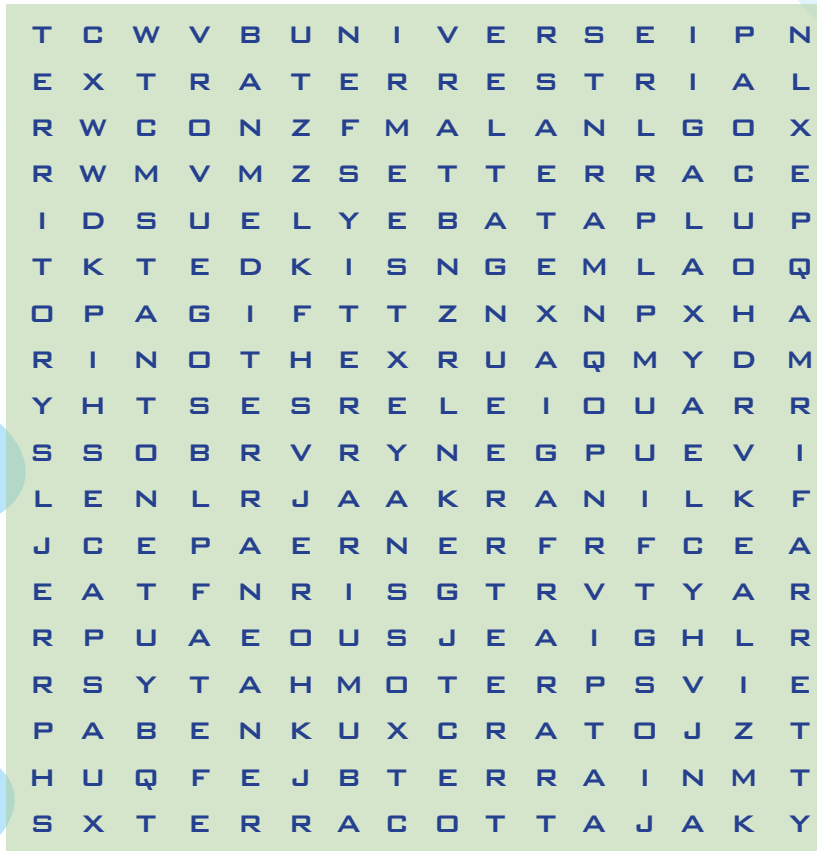 T C W V B U N I V E R S E I P N
E X T R A T E R R E S T R I A L
R W C O N Z F M A L A N L G O X
R W M V M Z S E T T E R R A C E
I D S U E L Y E B A T A P L U P
T K T E D K I S N G E M L A O Q
O P A G I F T T Z N X N P X H A
R I N O T H E X R U A Q M Y D M
Y H T S E S R E L E I O U A R R
S S O B R V R Y N E G P U E V I
L E N L R J A A K R A N I L K F
J C E P A E R N E R F R F C E A
E A T F N R I S G T R V T Y A R
R P U A E O U S J E A I G H L R
R S Y T A H M O T E R P S V I E
P A B E N K U X C R A T O J Z T
H U Q F E J B T E R R A I N M T
S X T E R R A C O T T A J A K Y